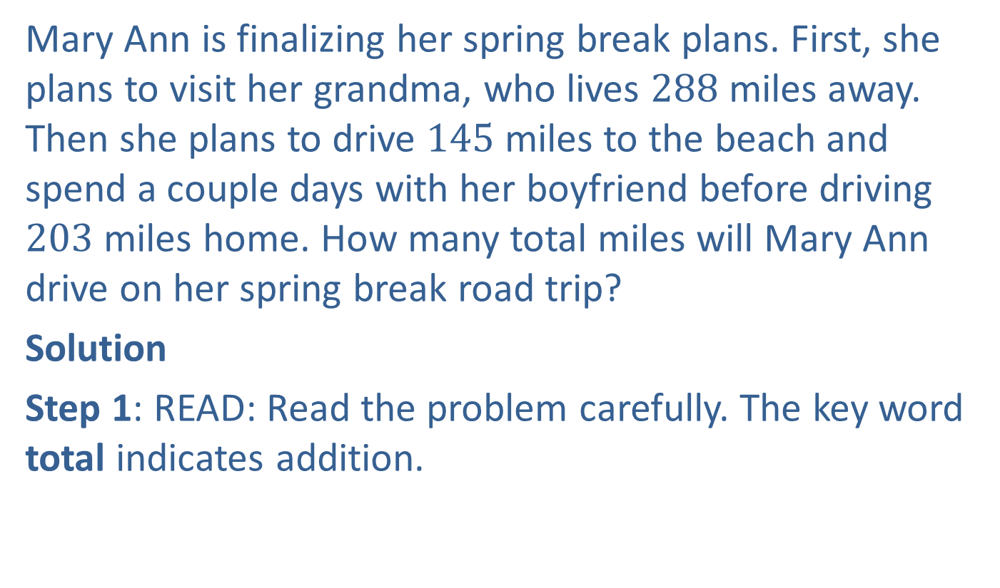 Mary Ann is finalizing her spring break plans. First, she
plans to visit her grandma, who lives 288 miles away.
Then she plans to drive 145 miles to the beach and
spend a couple days with her boyfriend before driving
203 miles home. How many total miles will Mary Ann
drive on her spring break road trip?
Solution
Step 1: READ: Read the problem carefully. The key word
total indicates addition.